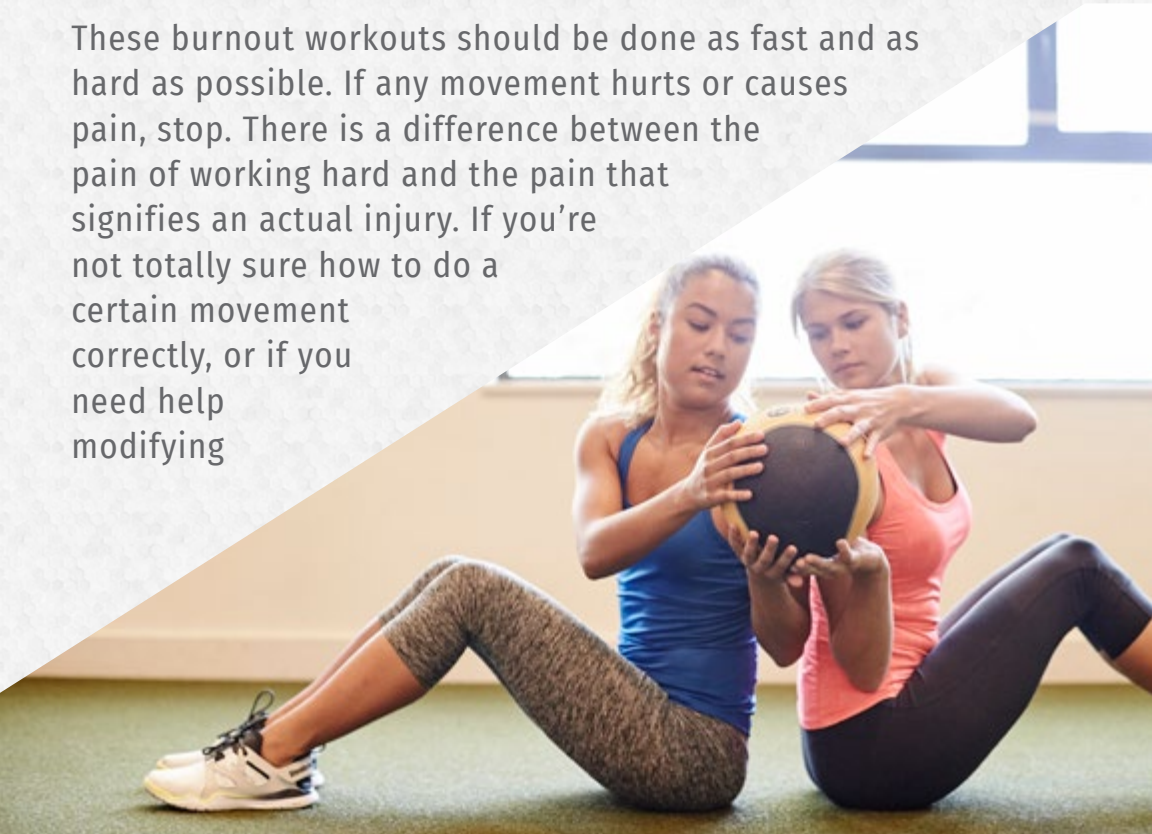 These burnout workouts should be done as fast and as
hard as possible. If any movement hurts or causes
pain, stop. There is a difference between the
pain of working hard and the pain that
signifies an actual injury. If you’re
not totally sure how to do a
certain movement
correctly, or if you
need help
modifying